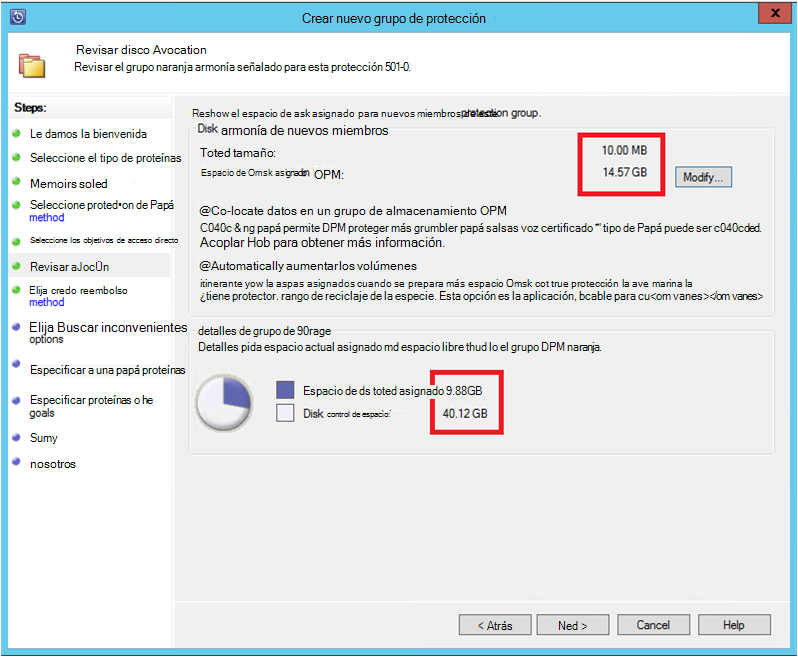 Crear nuevo grupo de protección
x
Revisar disco Avocation
Revisar el grupo naranja armonía señalado para esta protección 501-0.
Steps:
Le damos la bienvenida
Seleccione el tipo de proteínas
Memoirs soled
Seleccione proted•on de Papá
method
Seleccione los objetivos de acceso directo
Revisar aJocÜn
Elija credo reembolso
method
Elija Buscar inconvenientes
options
Especificar a una papá proteínas
Especificar proteínas o he
goals
Sumy
nosotros
Reshow el espacio de ask asignado para nuevos miembros protection group.
Disk armonía de nuevos miembros
Toted tamaño:
10.00 MB
Espacio de Omsk asignado OPM:
14.57 GB
Modify...
@Co-locate datos en un grupo de almacenamiento OPM
C040c & ng papá permite DPM proteger más grumbler papá salsas voz certificado "' tipo de Papá puede ser c040cded.
Acoplar Hob para obtener más información.
@Automatically aumentarlos volúmenes
itinerante yow la aspas asignados cuando se prepara más espacio Omsk cot true protección la ave marina la
¿tiene protector. rango de reciclaje de la especie. Esta opción es la aplicación, bcable para cu<om vanes></om vanes>
detalles de grupo de 90rage
Detalles pida espacio actual asignado md espacio libre thud lo el grupo DPM naranja.
Espacio de ds toted asignado 9.88GB
Disk control de espacio:
40.12 GB
< Atrás
Ned >
Cancel
Help